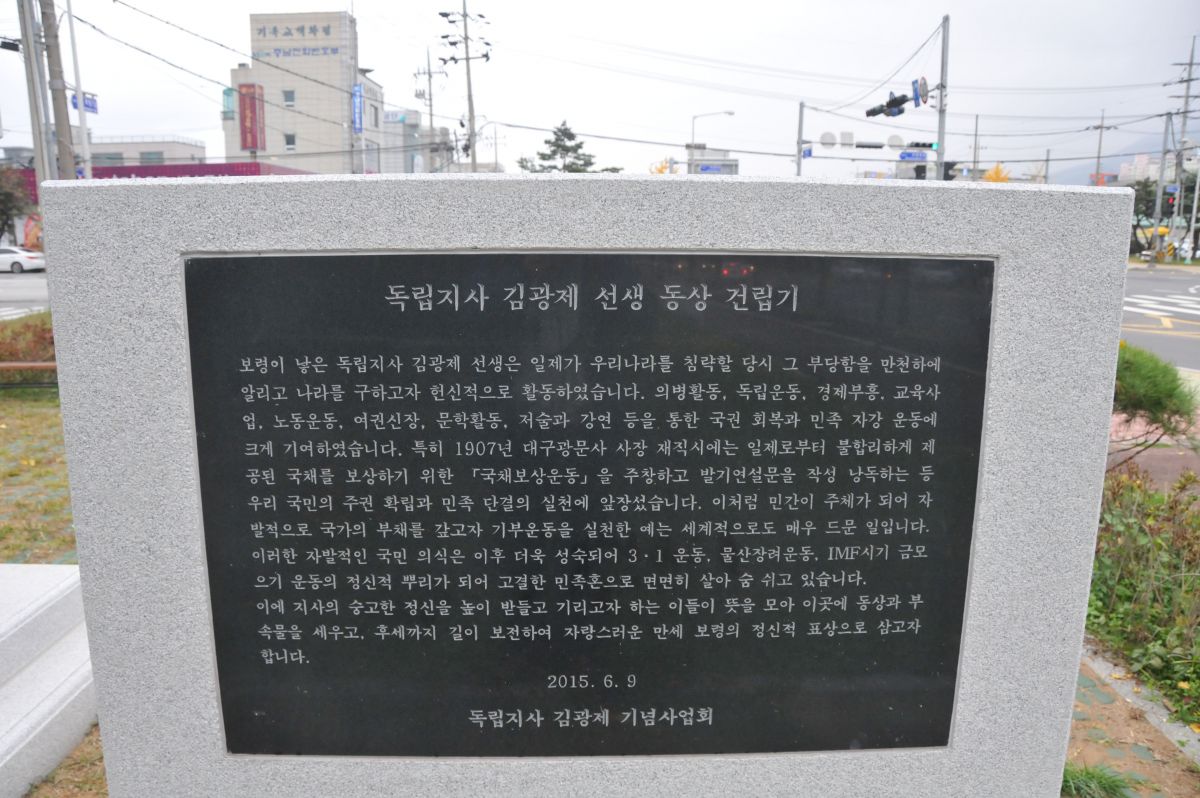 독립지사 김광제 선생 동상 건립기
보령이 낳은 독립지사 김광제 선생은 일제가 우리나라를 침략할 당시 그 부당함을 만천하에
알리고 나라를 구하고자 헌신적으로 활동하였습니다. 의병활동, 독립운동, 경제부흥, 교육사
업, 노동운동, 여권신장, 문학활동, 저술과 강연 등을 통한 국권 회복과 민족 자강 운동에
크게 기여하였습니다. 특히 1907년 대구광문사 사장 재직시에는 일제로부터 불합리하게 제
공된 국채를 보상하기 위한 「국채보상운동」을 주창하고 발기연설문을 작성 낭독하는 등
우리 국민의 주권 확립과 민족 단결의 실천에 앞장섰습니다. 이처럼 민간이 주체가 되어 자
발적으로 국가의 부채를 갚고자 기부운동을 실천한 예는 세계적으로도 매우 드문 일입니다.
이러한 자발적인 국민 의식은 이후 더욱 성숙되어 3·1 운동, 물산장려운동, IMF시기 금모
으기 운동의 정신적 뿌리가 되어 고결한 민족혼으로 면면히 살아 숨 쉬고 있습니다.
이에 지사의 숭고한 정신을 높이 받들고 기리고자 하는 이들이 뜻을 모아 이곳에 동상과 부
속물을 세우고, 후세까지 길이 보전하여 자랑스러운 만세 보령의 정신적 표상으로 삼고자
합니다.
2015. 6. 9
독립지사 김광제 기념사업회